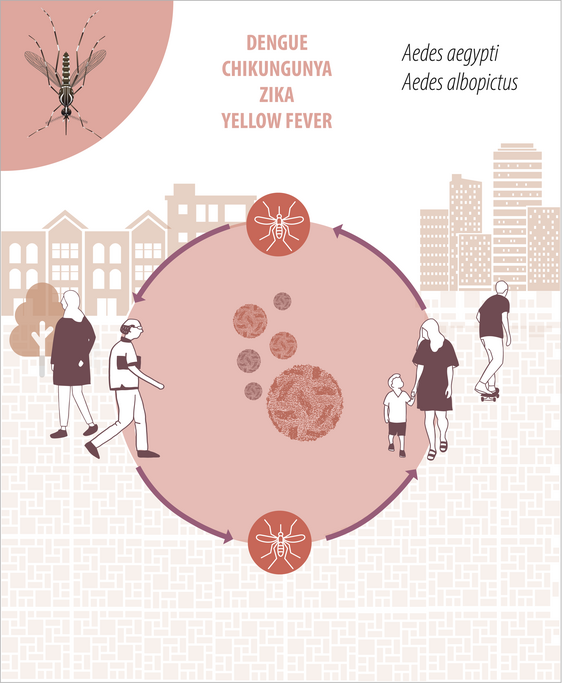 DENGUE
CHIKUNGUNYA
ZIKA
YELLOW FEVER
Aedes aegypti
Aedes albopictus